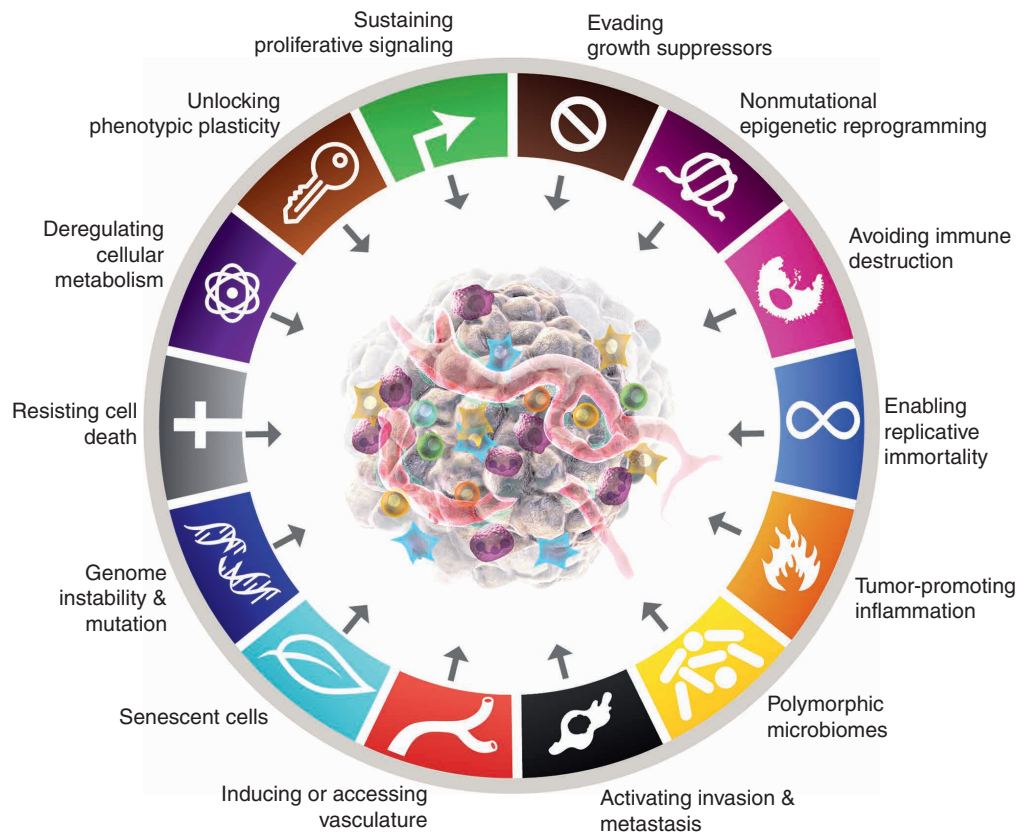 Sustaining
proliferative signaling
Evading
growth suppressors
Nonmutational
epigenetic reprogramming
Avoiding immune
destruction
Enabling
replicative
immortality
Tumor-promoting
inflammation
Polymorphic
microbiomes
Activating invasion &
metastasis
Inducing or accessing
vasculature
Senescent cells
Genome
instability &
mutation
Resisting cell
death
Deregulating
cellular
metabolism
Unlocking
phenotypic plasticity